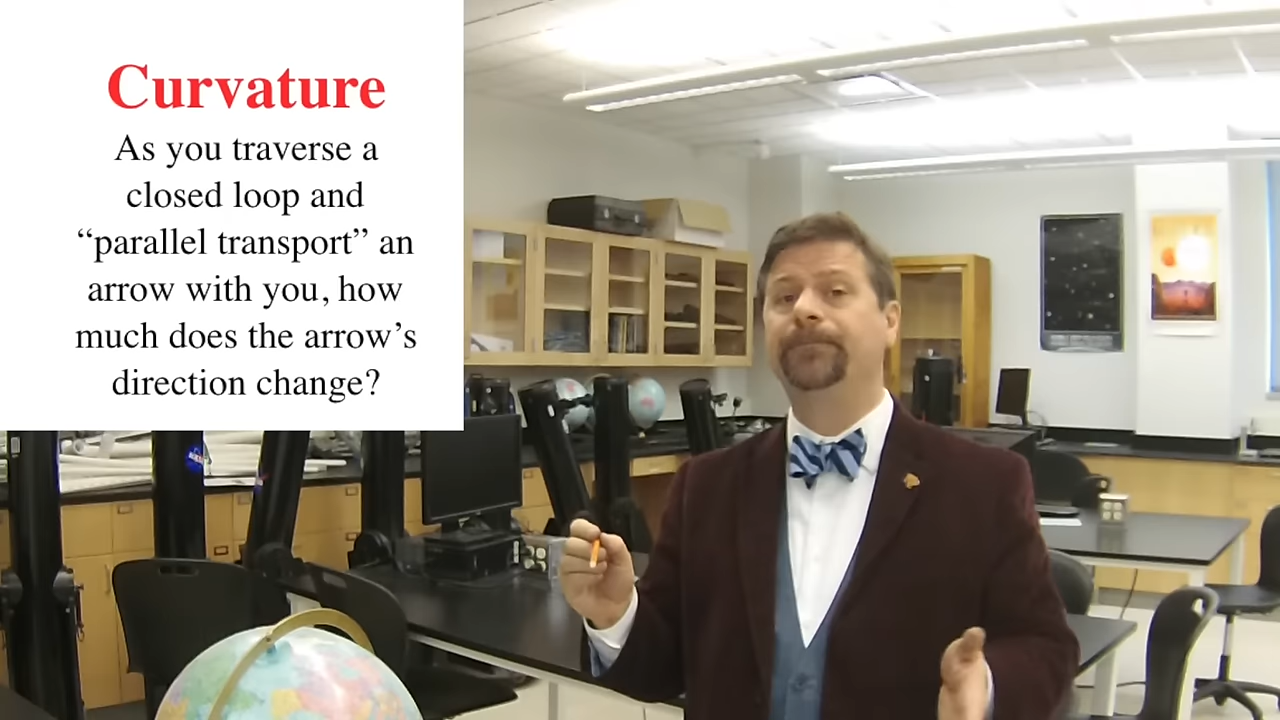 Curvature
As you traverse a
closed loop and
“parallel transport” an
arrow with you, how
much does the arrow’s
direction change?